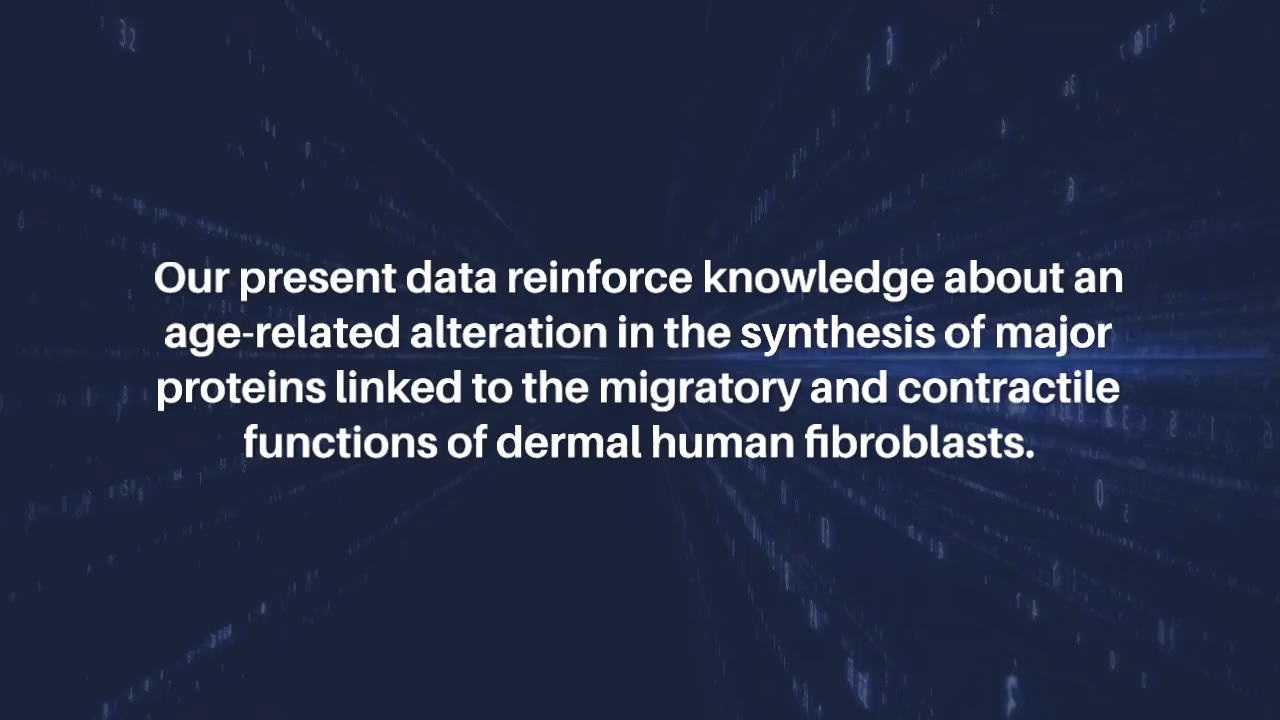 Our present data reinforce knowledge about an
age-related alteration in the synthesis of major
proteins linked to the migratory and contractile
functions of dermal human fibroblasts.